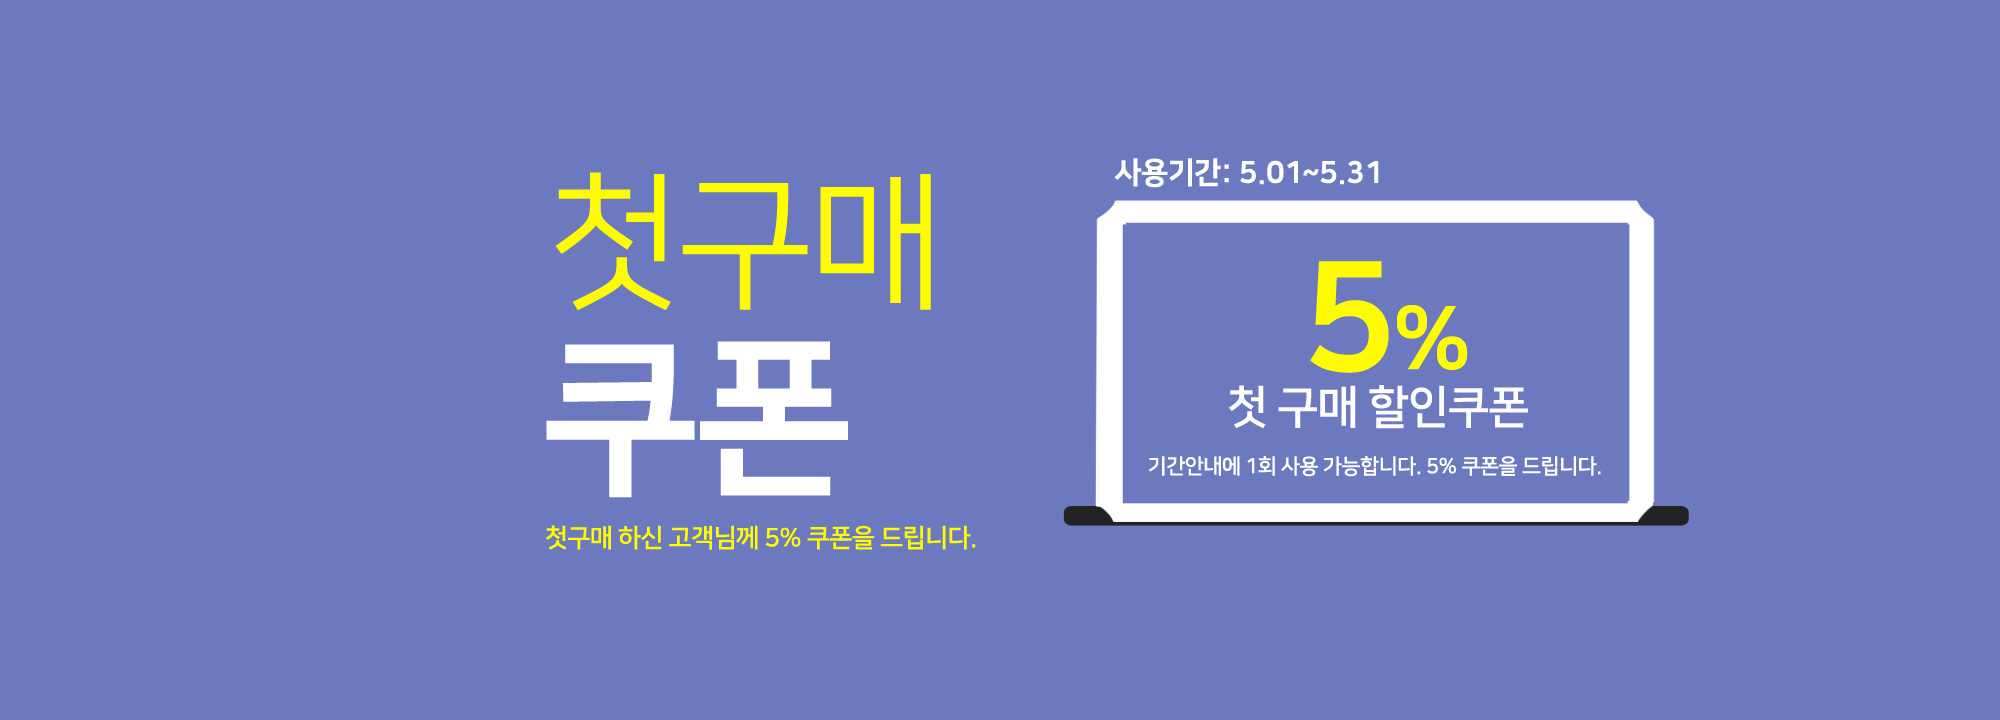 첫구매
쿠폰
첫구매 하신 고객님께 5% 쿠폰을 드립니다.
사용기간: 5.01~5.31
5%
첫 구매 할인쿠폰
기간안내에 1회 사용 가능합니다. 5% 쿠폰을 드립니다.